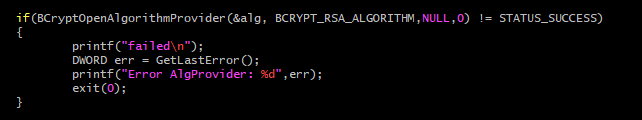 if(BCryptOpenAlgorithmProvider(&alg, BCRYPT_RSA_ALGORITHM,NULL,0) != STATUS_SUCCESS)
{
        printf("failed\n");
        DWORD err = GetLastError();
        printf("Error AlgProvider: %d",err);
        exit(0);
}